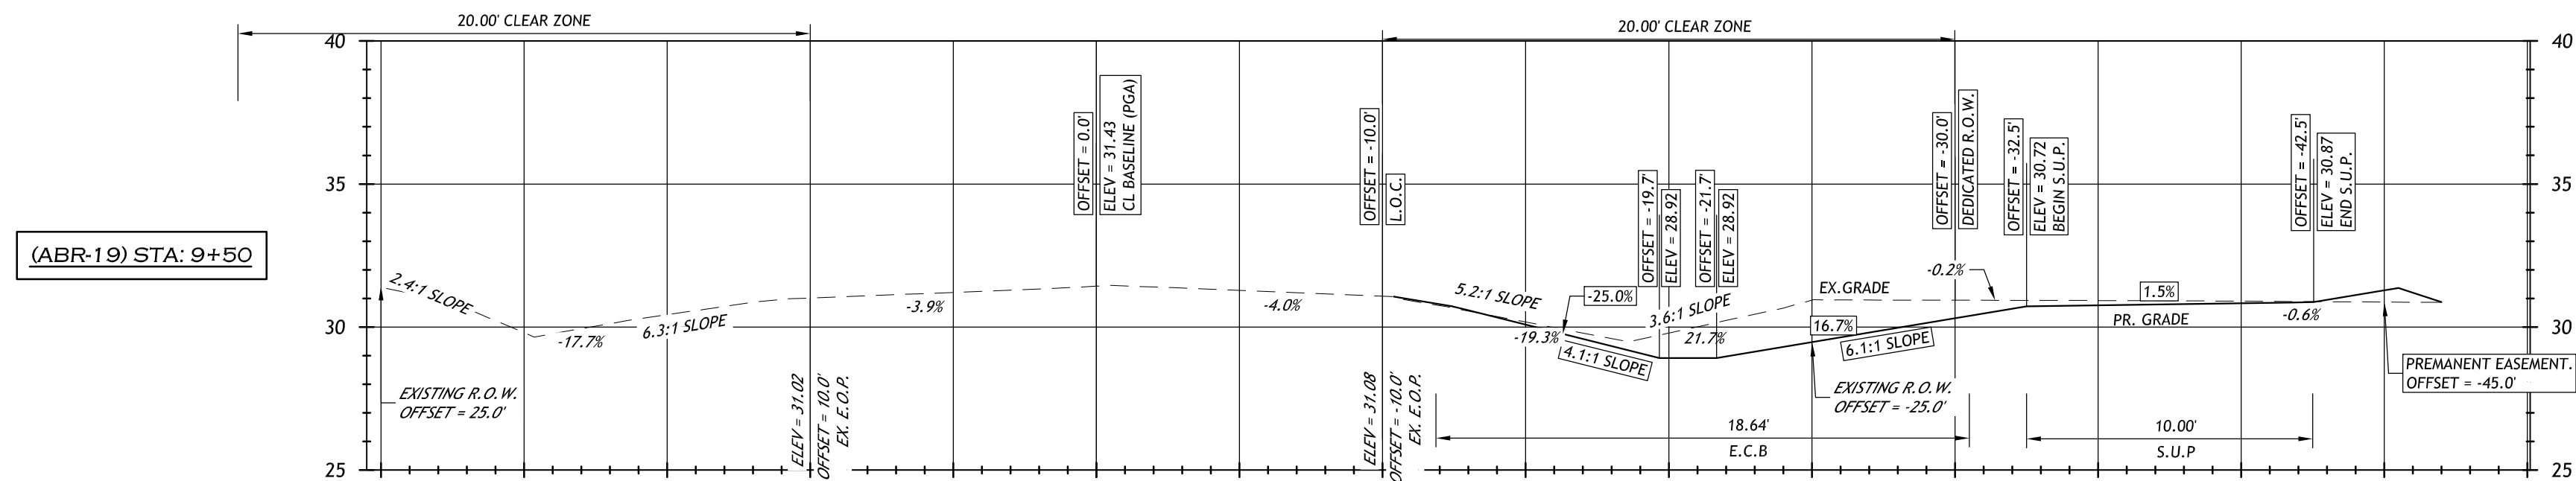 20.00' CLEAR ZONE
20.00' CLEAR ZONE
40
40
35
35
30
30
25
25
(ABR-19) STA: 9+50
OFFSET = 0.0'
ELEV = 31.43
CL BASELINE (PGA)
OFFSET = -10.0'
L.O.C.
OFFSET = -19.7'
ELEV = 28.92
OFFSET = -21.7'
ELEV = 28.92
OFFSET = -30.0'
DEDICATED R.O.W.
OFFSET = -32.5'
ELEV = 30.72
BEGIN S.U.P.
OFFSET = -42.5'
ELEV = 30.87
END S.U.P.
2.4:1 SLOPE
-17.7%
6.3:1 SLOPE
-3.9%
-4.0%
5.2:1 SLOPE
-25.0%
-19.3%
4.1:1 SLOPE
3.6:1 SLOPE
21.7%
EX.GRADE
16.7%
6.1:1 SLOPE
-0.2%
1.5%
PR. GRADE
-0.6%
EXISTING R.O.W.
OFFSET = 25.0'
ELEV = 31.02
OFFSET = 10.0'
EX. E.O.P.
ELEV = 31.08
OFFSET = -10.0'
EX. E.O.P.
EXISTING R.O.W.
OFFSET = -25.0'
PREMANENT EASEMENT.
OFFSET = -45.0'
18.64'
E.C.B
10.00'
S.U.P